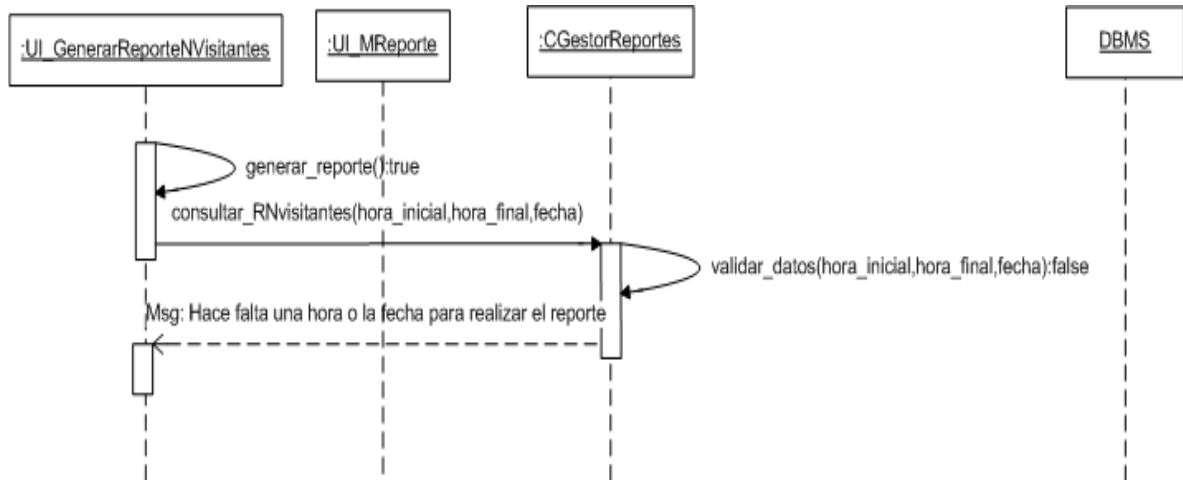 :UI_GenerarReporteNVisitantes
:UI_MReporte
:CGestorReportes
DBMS
generar_reporte():true
consultar_RNvisitantes(hora_inicial,hora_final,fecha)
validar_datos(hora_inicial,hora_final,fecha):false
Msg: Hace falta una hora o la fecha para realizar el reporte